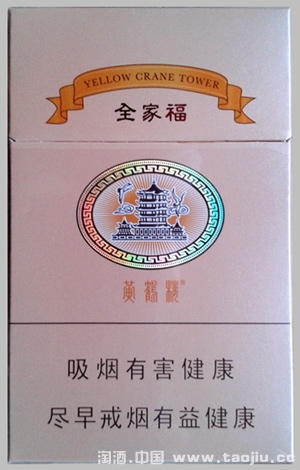 YELLOW CRANE TOWER
全家福
黄鹤楼®
吸烟有害健康
尽早戒烟有益健康
淘酒.中国 www.taojiu.cc